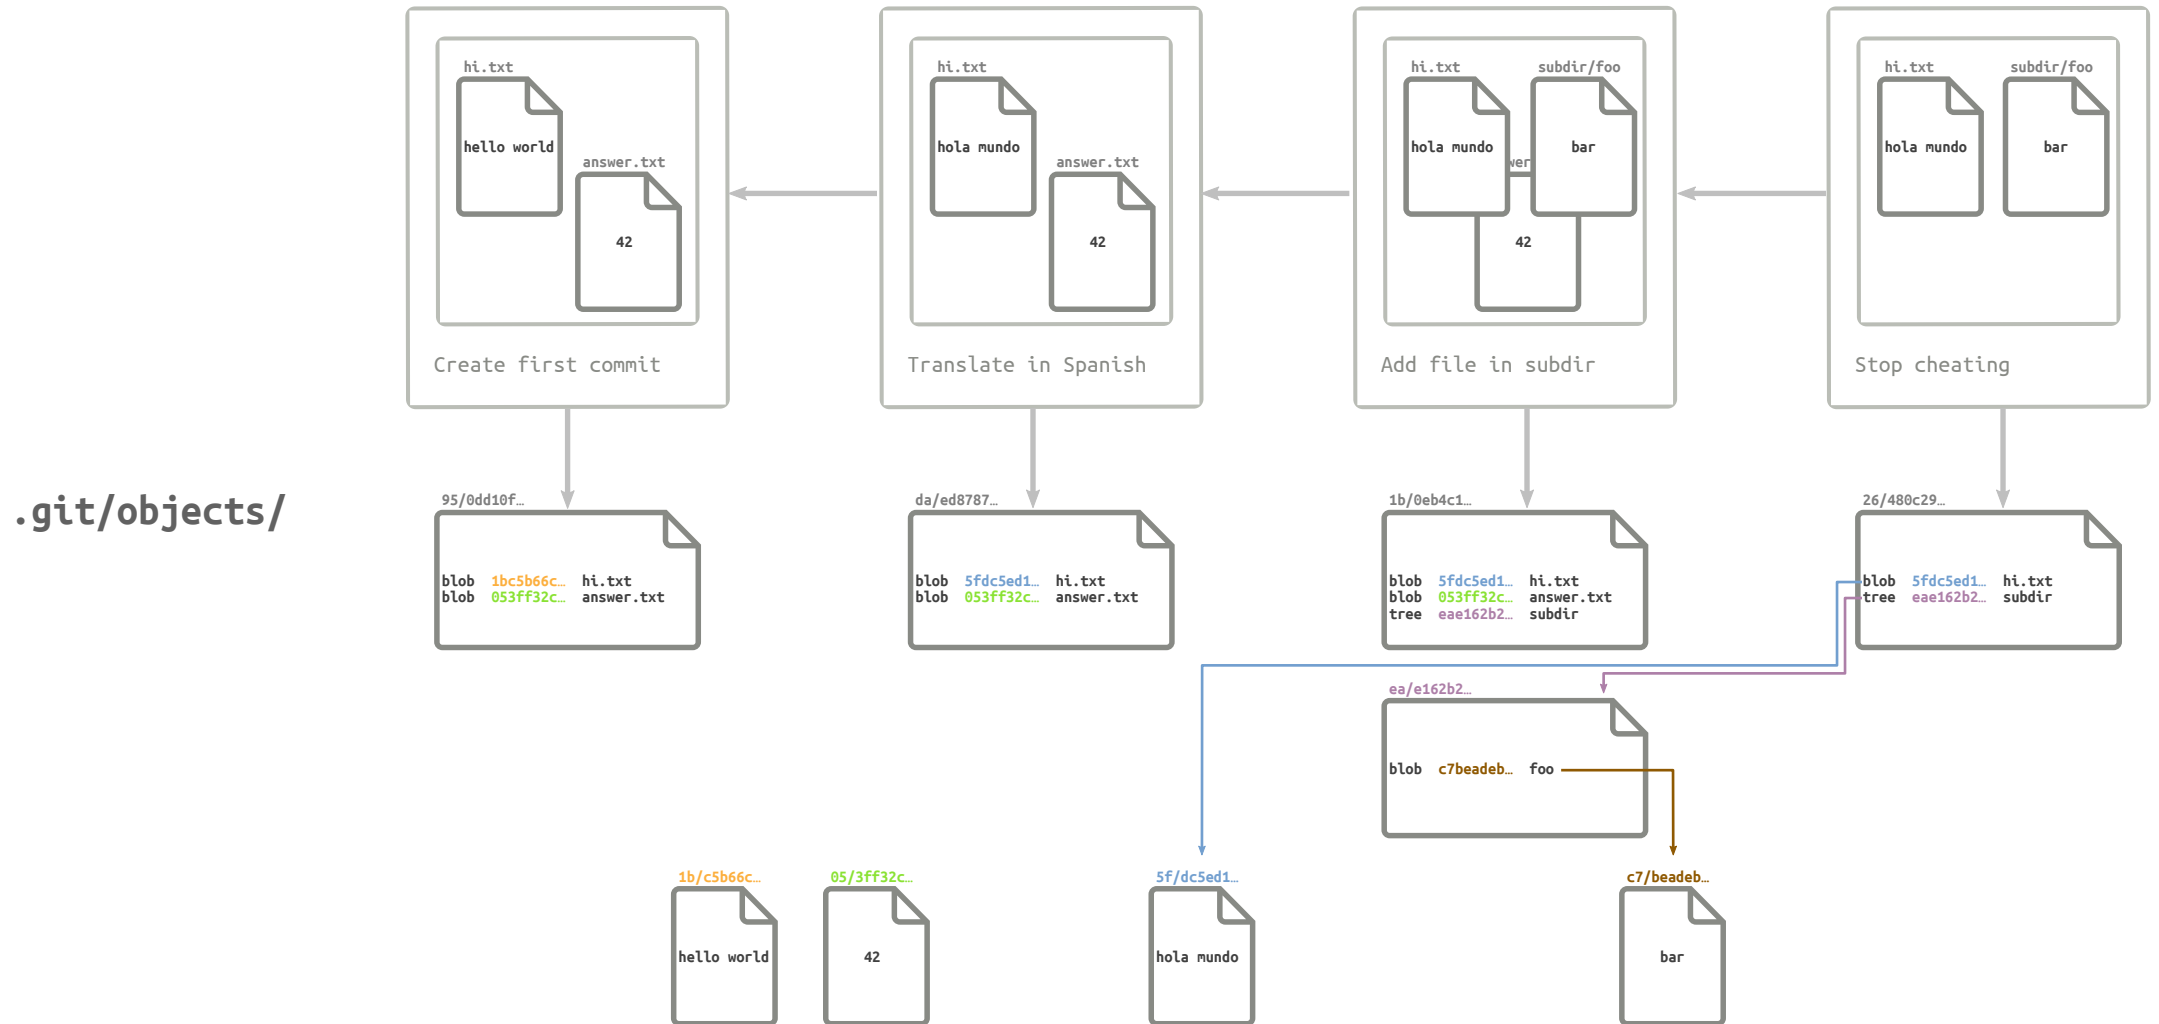 hi.txt
hello world
answer.txt
42
Create first commit
hi.txt
hola mundo
answer.txt
42
Translate in Spanish
hi.txt
subdir/foo
hola mundo
bar
wer
42
Add file in subdir
hi.txt
subdir/foo
hola mundo
bar
Stop cheating
.git/objects/
95/0dd10f…
blob 1bc5b66c… hi.txt
blob 053ff32c… answer.txt
da/ed8787…
blob 5fdc5ed1… hi.txt
blob 053ff32c… answer.txt
1b/0eb4c1…
blob 5fdc5ed1… hi.txt
blob 053ff32c… answer.txt
tree eae162b2… subdir
26/480c29…
blob 5fdc5ed1… hi.txt
tree eae162b2… subdir
ea/e162b2…
blob c7beadeb… foo
1b/c5b66c…
hello world
05/3ff32c…
42
5f/dc5ed1…
hola mundo
c7/beadeb…
bar